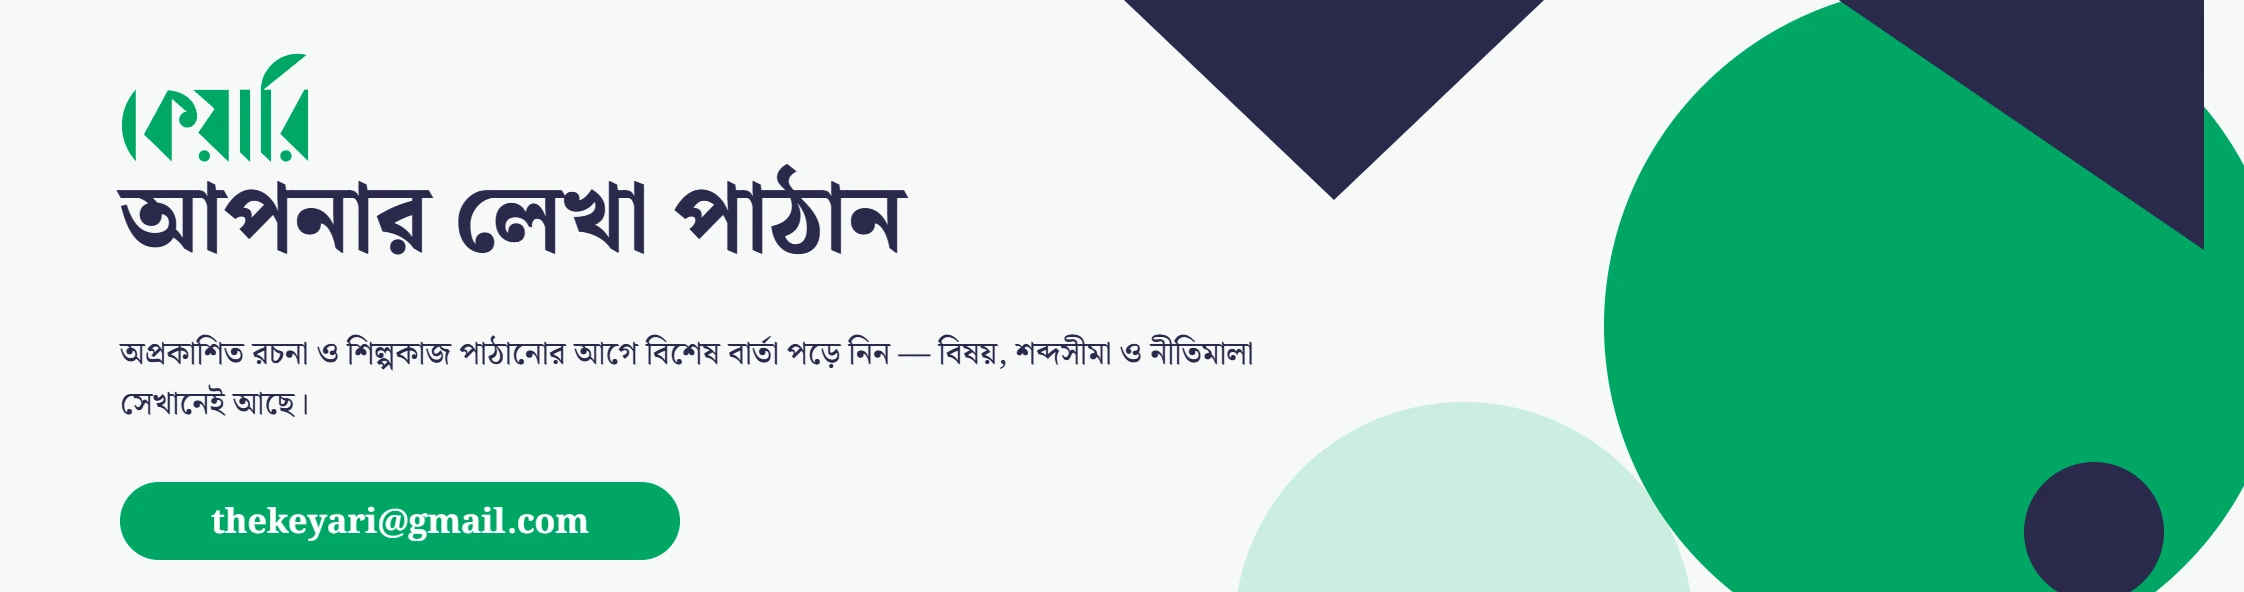 কেয়ারি
আপনার লেখা পাঠান
অপ্রকাশিত রচনা ও শিল্পকাজ পাঠানোর আগে বিশেষ বার্তা পড়ে নিন — বিষয়, শব্দসীমা ও নীতিমালা
সেখানেই আছে।
thekeyari@gmail.com